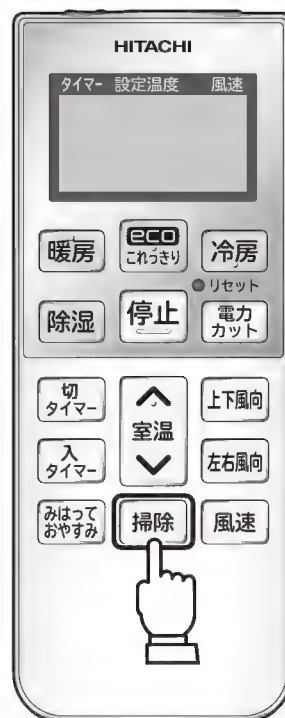 HITACHI
タイマー 設定温度 風速
暖房
eco
これっきり
冷房
リセット
除湿
停止
電力
カット
切
タイマー
室温
上下風向
入
タイマー
左右風向
みはって
おやすみ
掃除
風速